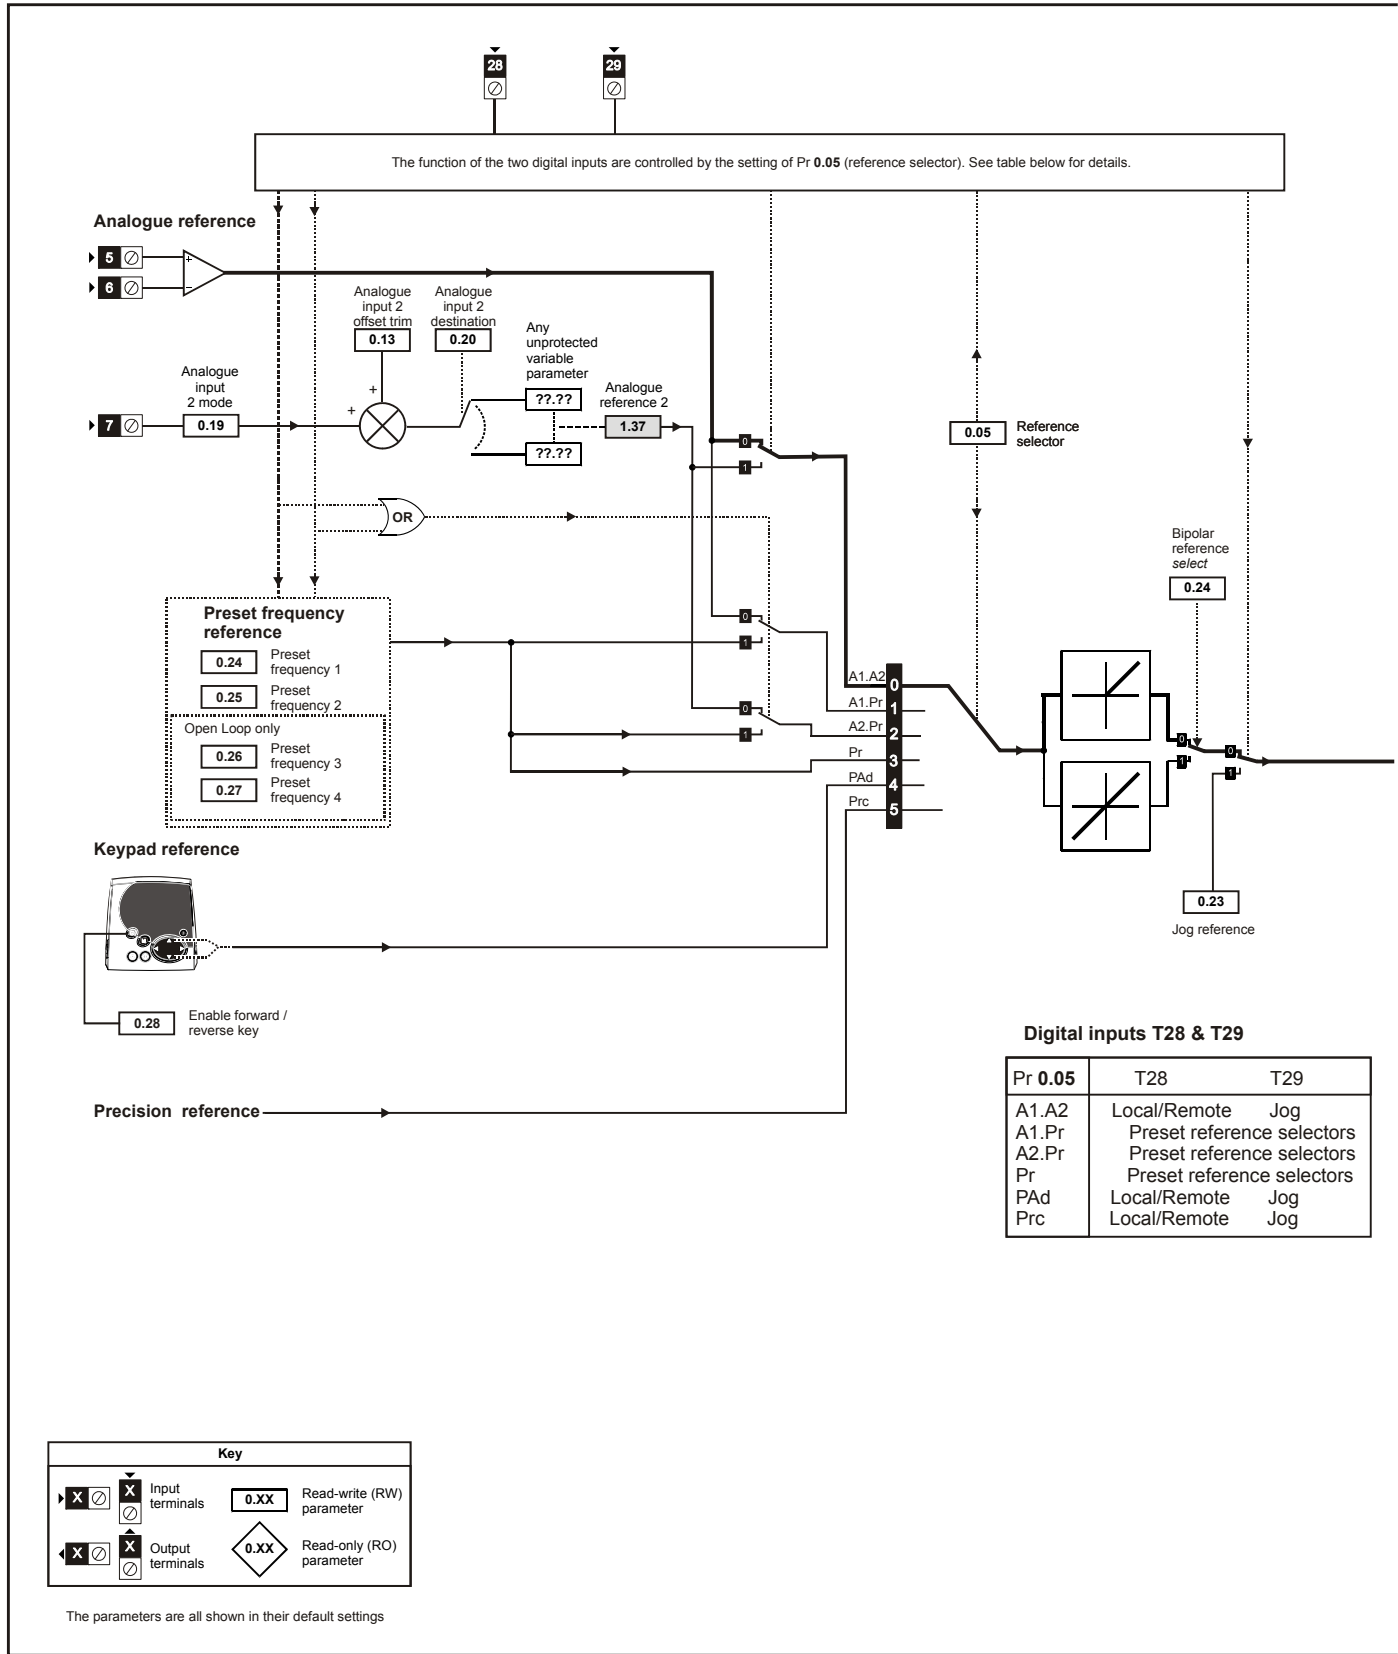 28
29
The function of the two digital inputs are controlled by the setting of Pr 0.05 (reference selector). See table below for details.
Analogue reference
5
+
6
−
Analogue
input 2
offset trim
0.13
Analogue
input 2
destination
0.20
Any
unprotected
variable
parameter
??.??
??.??
Analogue
input
2 mode
7
0.19
+
+
Analogue
reference 2
1.37
0
1
0.05
Reference
selector
OR
Bipolar
reference
select
0.24
Preset frequency
reference
0.24
Preset
frequency 1
0.25
Preset
frequency 2
Open Loop only
0.26
Preset
frequency 3
0.27
Preset
frequency 4
0
1
0
1
A1.A2
0
A1.Pr
1
A2.Pr
2
Pr
3
PAd
4
Prc
5
0
1
0
1
0.23
Jog reference
Keypad reference
0.28
Enable forward /
reverse key
Precision reference
Digital inputs T28 & T29
Pr 0.05 T28 T29
A1.A2 Local/Remote Jog
A1.Pr Preset reference selectors
A2.Pr Preset reference selectors
Pr Preset reference selectors
PAd Local/Remote Jog
Prc Local/Remote Jog
Key
X
X
Input
terminals
0.XX
Read-write (RW)
parameter
X
X
Output
terminals
0.XX
Read-only (RO)
parameter
The parameters are all shown in their default settings